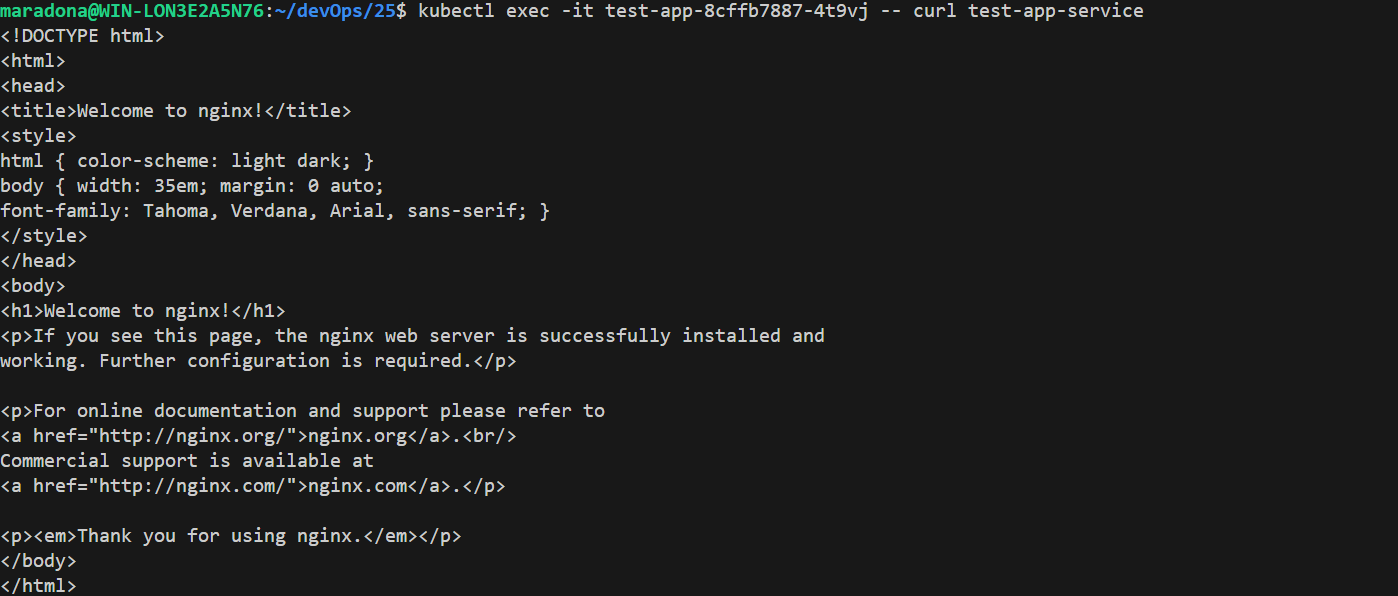 maradona@WIN-LON3E2A5N76:~/devOps/25$ kubectl exec -it test-app-8cffb7887-4t9vj -- curl test-app-service
<!DOCTYPE html>
<html>
<head>
<title>Welcome to nginx!</title>
<style>
html { color-scheme: light dark; }
body { width: 35em; margin: 0 auto;
font-family: Tahoma, Verdana, Arial, sans-serif; }
</style>
</head>
<body>
<h1>Welcome to nginx!</h1>
<p>If you see this page, the nginx web server is successfully installed and
working. Further configuration is required.</p>

<p>For online documentation and support please refer to
<a href="http://nginx.org/">nginx.org</a>.<br/>
Commercial support is available at
<a href="http://nginx.com/">nginx.com</a>.</p>

<p><em>Thank you for using nginx.</em></p>
</body>
</html>